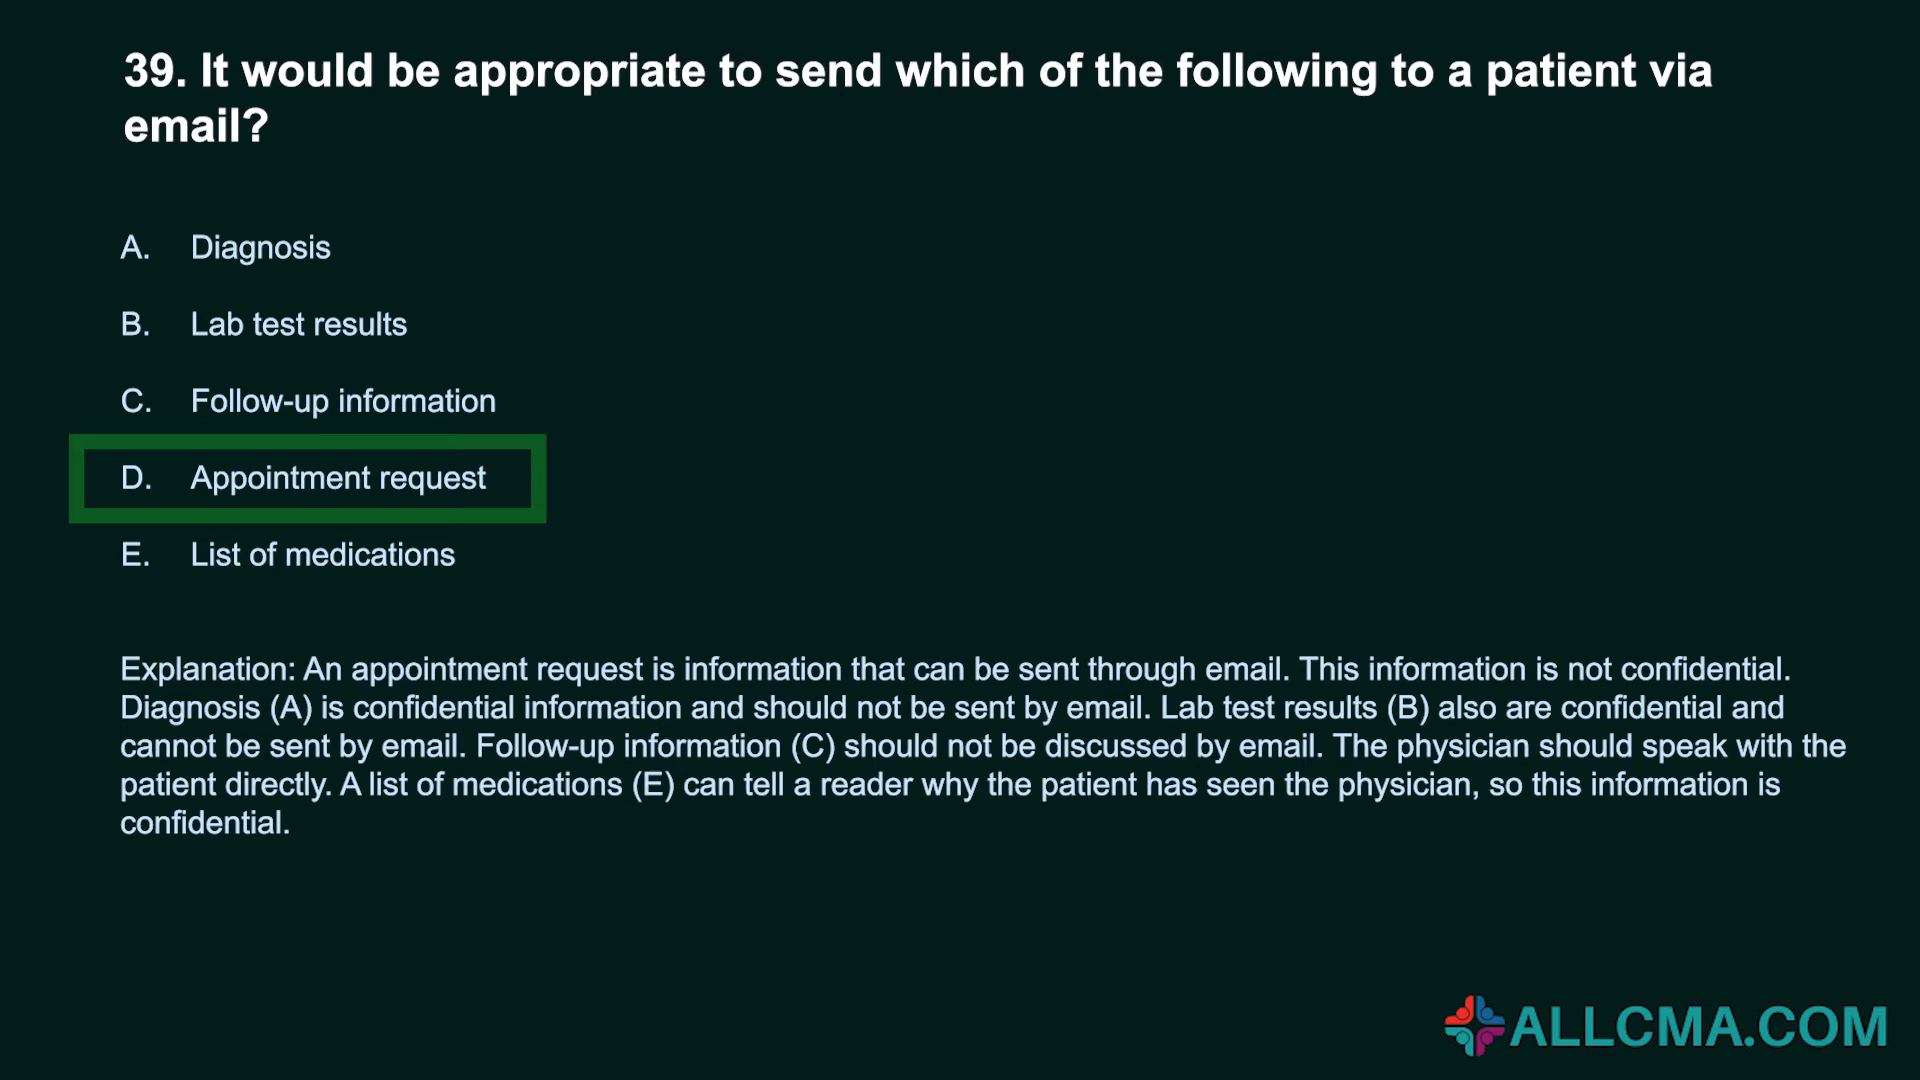 39. It would be appropriate to send which of the following to a patient via
email?
A. Diagnosis
B. Lab test results
C. Follow-up information
D. Appointment request
E. List of medications
Explanation: An appointment request is information that can be sent through email. This information is not confidential.
Diagnosis (A) is confidential information and should not be sent by email. Lab test results (B) also are confidential and
cannot be sent by email. Follow-up information (C) should not be discussed by email. The physician should speak with the
patient directly. A list of medications (E) can tell a reader why the patient has seen the physician, so this information is
confidential.
ALLCMA.COM